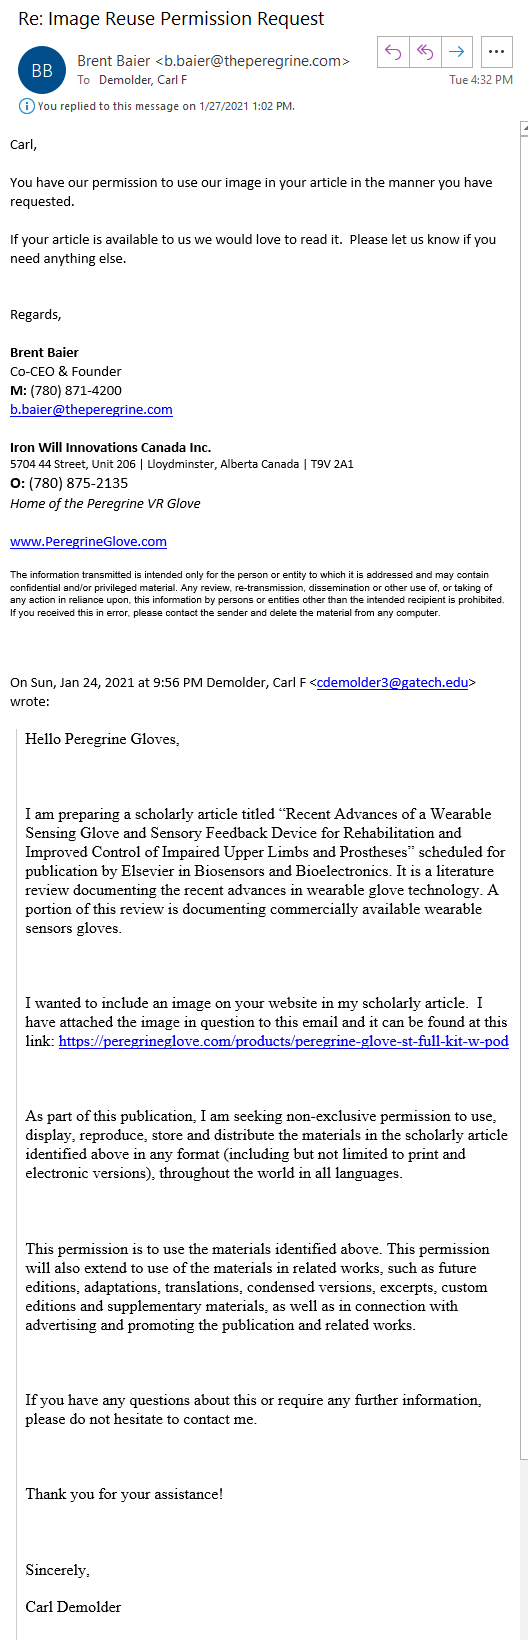 Re: Image Reuse Permission Request
BB
Brent Baier <b.baier@theperegrine.com>
To Demolder, Carl F
Tue 4:32 PM
You replied to this message on 1/27/2021 1:02 PM.
Carl,
You have our permission to use our image in your article in the manner you have
requested.
If your article is available to us we would love to read it.  Please let us know if you
need anything else.
Regards,
Brent Baier
Co-CEO & Founder
M: (780) 871-4200
b.baier@theperegrine.com
Iron Will Innovations Canada Inc.
5704 44 Street, Unit 206 | Lloydminster, Alberta Canada | T9V 2A1
O: (780) 875-2135
Home of the Peregrine VR Glove
www.PeregrineGlove.com
The information transmitted is intended only for the person or entity to which it is addressed and may contain
confidential and/or privileged material. Any review, re-transmission, dissemination or other use of, or taking of
any action in reliance upon, this information by persons or entities other than the intended recipient is prohibited.
If you received this in error, please contact the sender and delete the material from any computer.
On Sun, Jan 24, 2021 at 9:56 PM Demolder, Carl F <cdemolder3@gatech.edu>
wrote:
Hello Peregrine Gloves,
I am preparing a scholarly article titled “Recent Advances of a Wearable
Sensing Glove and Sensory Feedback Device for Rehabilitation and
Improved Control of Impaired Upper Limbs and Prostheses” scheduled for
publication by Elsevier in Biosensors and Bioelectronics. It is a literature
review documenting the recent advances in wearable glove technology. A
portion of this review is documenting commercially available wearable
sensors gloves.
I wanted to include an image on your website in my scholarly article.  I
have attached the image in question to this email and it can be found at this
link: https://peregrineglove.com/products/peregrine-glove-st-full-kit-w-pod
As part of this publication, I am seeking non-exclusive permission to use,
display, reproduce, store and distribute the materials in the scholarly article
identified above in any format (including but not limited to print and
electronic versions), throughout the world in all languages.
This permission is to use the materials identified above. This permission
will also extend to use of the materials in related works, such as future
editions, adaptations, translations, condensed versions, excerpts, custom
editions and supplementary materials, as well as in connection with
advertising and promoting the publication and related works.
If you have any questions about this or require any further information,
please do not hesitate to contact me.
Thank you for your assistance!
Sincerely,
Carl Demolder